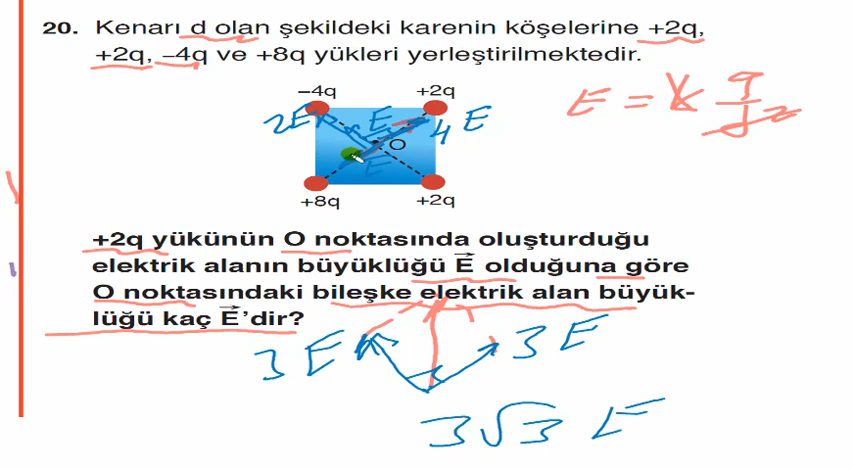 20. Kenarı d olan şekildeki karenin köşelerine +2q,
+2q, –4q ve +8q yükleri yerleştirilmektedir.
–4q +2q
2E E 4E
O
E
+8q +2q
E = k q/d2
+2q yükünün O noktasında oluşturduğu
elektrik alanın büyüklüğü E olduğuna göre
O noktasındaki bileşke elektrik alan büyük-
lüğü kaç E'dir?
3E 3E
3√3 E